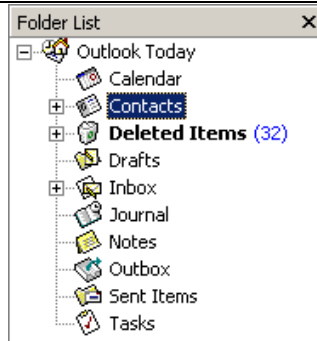 Folder List
Outlook Today
Calendar
Contacts
Deleted Items (32)
Drafts
Inbox
Journal
Notes
Outbox
Sent Items
Tasks